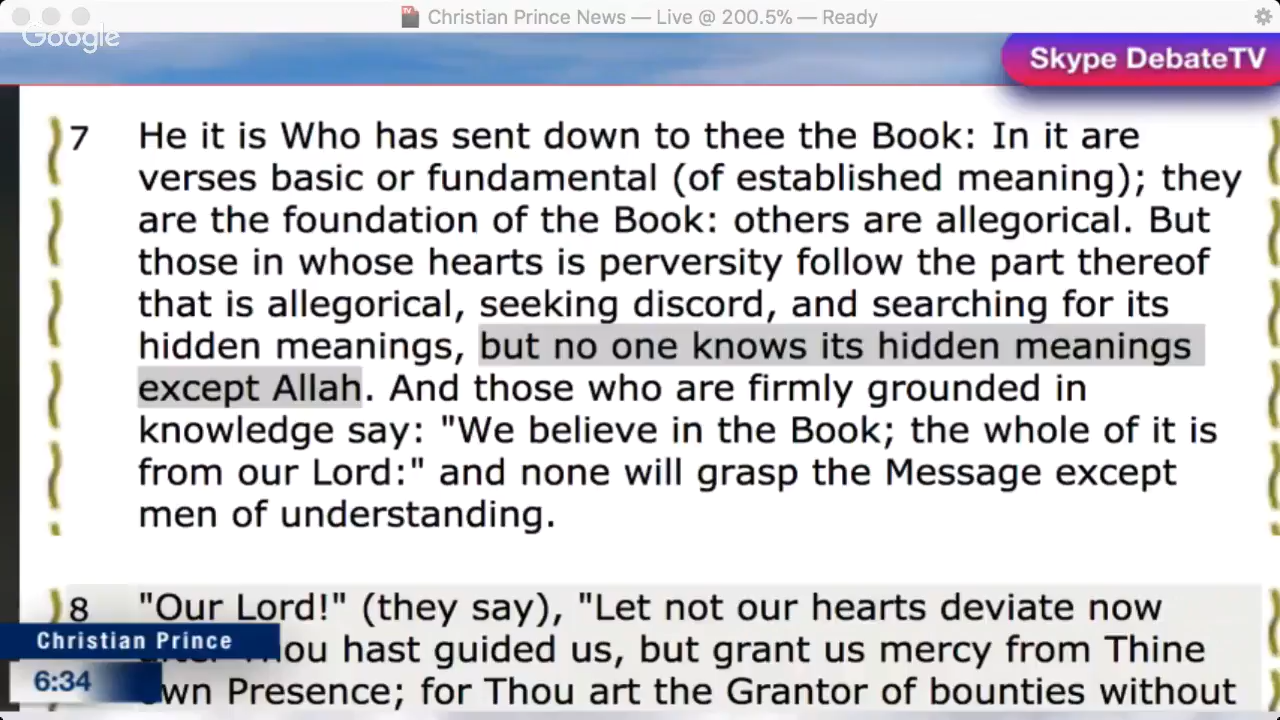 Christian Prince News — Live @ 200.5% — Ready
Google
Skype DebateTV
7 He it is Who has sent down to thee the Book: In it are
verses basic or fundamental (of established meaning); they
are the foundation of the Book: others are allegorical. But
those in whose hearts is perversity follow the part thereof
that is allegorical, seeking discord, and searching for its
hidden meanings, but no one knows its hidden meanings
except Allah. And those who are firmly grounded in
knowledge say: "We believe in the Book; the whole of it is
from our Lord:" and none will grasp the Message except
men of understanding.
8 "Our Lord!" (they say), "Let not our hearts deviate now
Thou hast guided us, but grant us mercy from Thine
Presence; for Thou art the Grantor of bounties without
Christian Prince
6:34